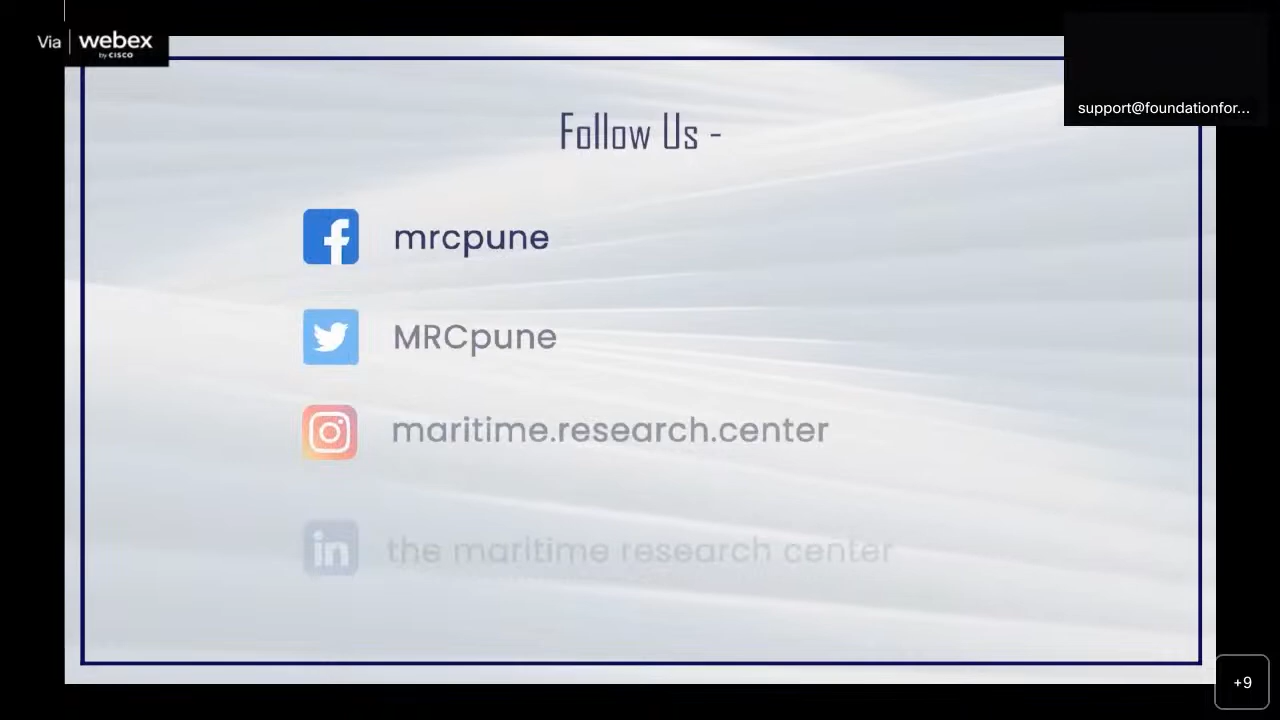 Via | webex
by CISCO
support@foundationfor...
Follow Us -
mrcpune
MRCpune
maritime.research.center
the maritime research center
+9